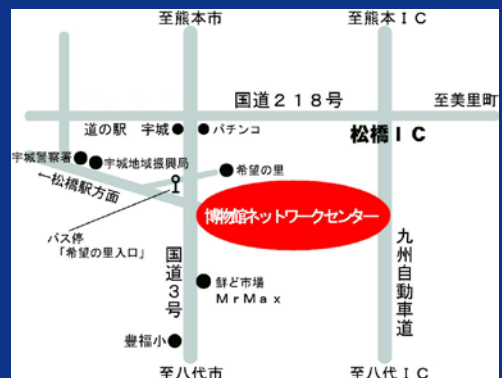 至熊本市
至熊本ＩＣ
国道２１８号
至美里町
道の駅　宇城
パチンコ
松橋ＩＣ
宇城警察署
宇城地域振興局
希望の里
←松橋駅方面
博物館ネットワークセンター
バス停
「希望の里入口」
国道３号
九州自動車道
鮮ど市場
ＭｒＭａｘ
豊福小
至八代市
至八代ＩＣ